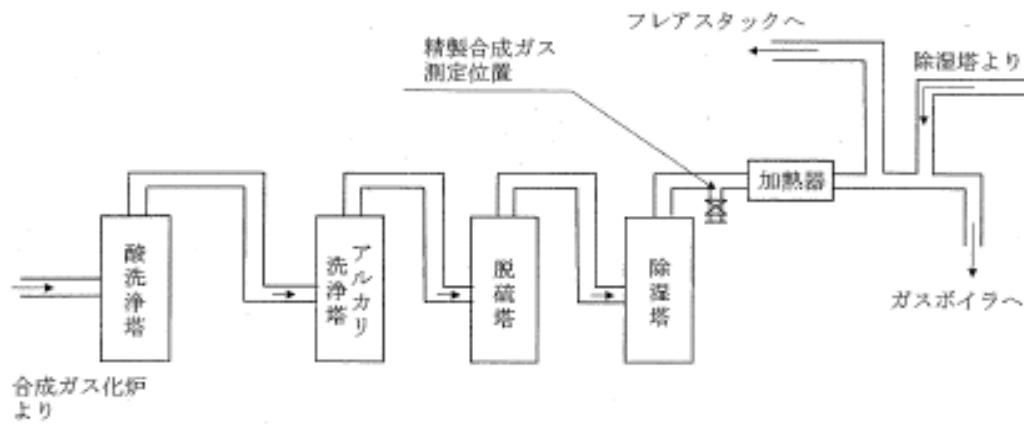 フレアスタックへ
精製合成ガス
測定位置
除湿塔より
加熱器
酸洗浄塔
アルカリ
洗浄塔
脱硫塔
除湿塔
ガスボイラへ
合成ガス化炉
より